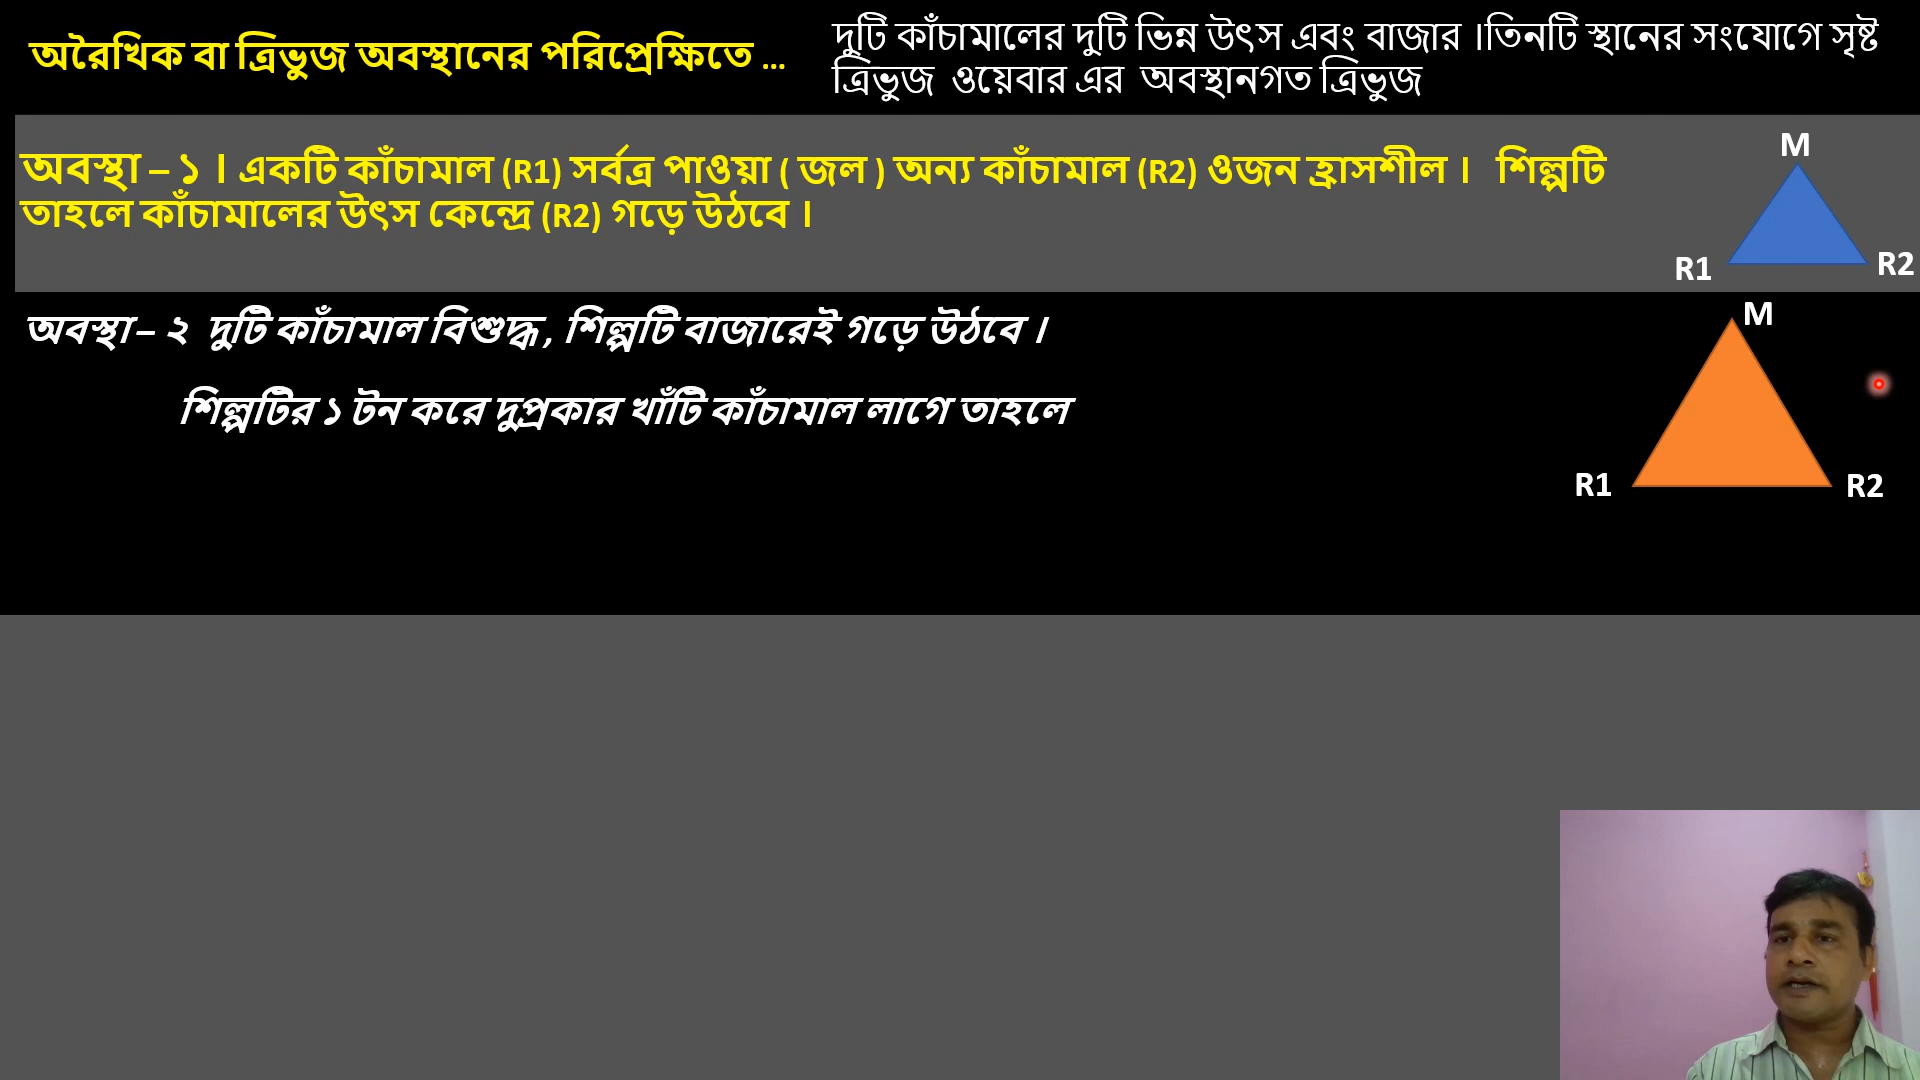 অরৈখিক বা ত্রিভুজ অবস্থানের পরিপ্রেক্ষিতে ...
দুটি কাঁচামালের দুটি ভিন্ন উৎস এবং বাজার ।তিনটি স্থানের সংযোগে সৃষ্ট
ত্রিভুজ ওয়েবার এর অবস্থানগত ত্রিভুজ
অবস্থা – ১ । একটি কাঁচামাল (R1) সর্বত্র পাওয়া ( জল ) অন্য কাঁচামাল (R2) ওজন হ্রাসশীল । শিল্পটি
তাহলে কাঁচামালের উৎস কেন্দ্রে (R2) গড়ে উঠবে ।
M
R1
R2
অবস্থা – ২ দুটি কাঁচামাল বিশুদ্ধ , শিল্পটি বাজারেই গড়ে উঠবে ।
শিল্পটির ১ টন করে দুপ্রকার খাঁটি কাঁচামাল লাগে তাহলে
M
R1
R2